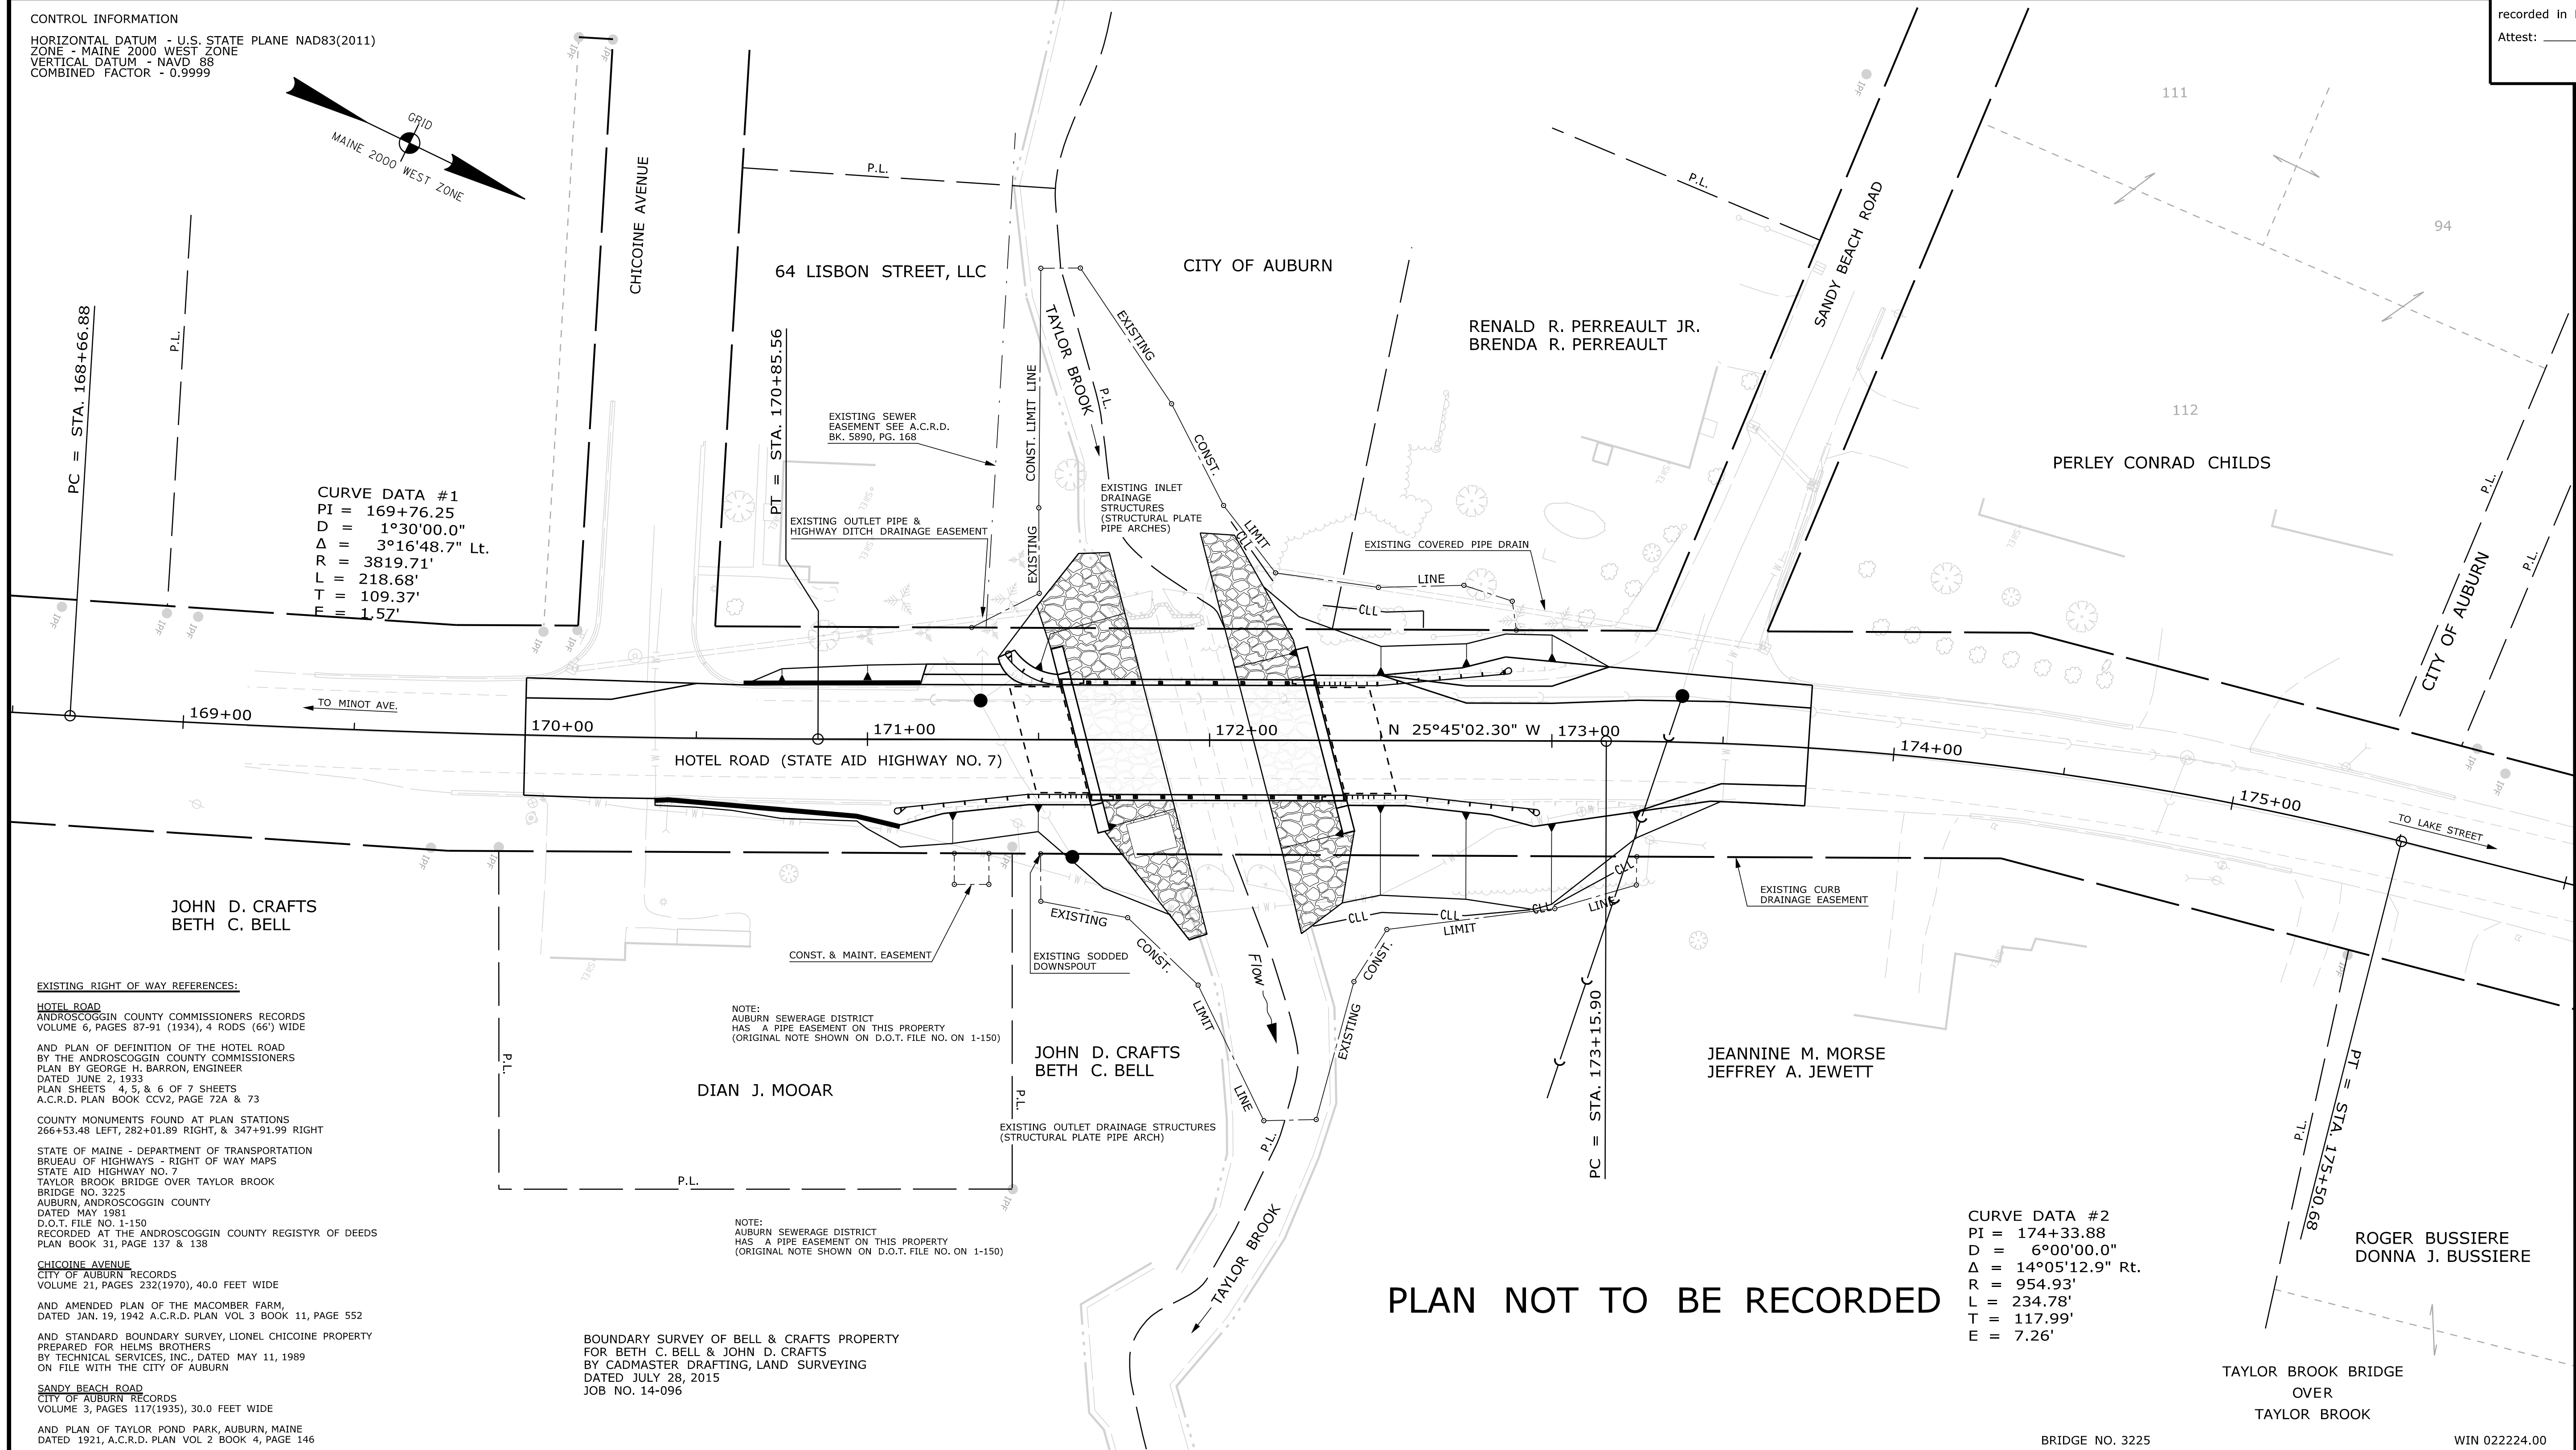 CONTROL INFORMATION
HORIZONTAL DATUM - U.S. STATE PLANE NAD83(2011)
ZONE - MAINE 2000 WEST ZONE
VERTICAL DATUM - NAVD 88
COMBINED FACTOR - 0.9999
GRID
MAINE 2000 WEST ZONE
recorded in
Attest:
IPF
IPF
IPF
111
94
112
P.L.
P.L.
P.L.
CHICOINE AVENUE
SANDY BEACH ROAD
64 LISBON STREET, LLC
CITY OF AUBURN
RENALD R. PERREAULT JR.
BRENDA R. PERREAULT
PERLEY CONRAD CHILDS
CITY OF AUBURN
P.L.
P.L.
PC = STA. 168+66.88
PT = STA. 170+85.56
CURVE DATA #1
PI = 169+76.25
D = 1°30'00.0"
Δ = 3°16'48.7" Lt.
R = 3819.71'
L = 218.68'
T = 109.37'
E = 1.57'
EXISTING SEWER
EASEMENT SEE A.C.R.D.
BK. 5890, PG. 168
EXISTING OUTLET PIPE &
HIGHWAY DITCH DRAINAGE EASEMENT
EXISTING CONST. LIMIT LINE
TAYLOR BROOK
P.L.
EXISTING CONST. LIMIT LINE
CLL
CLL
EXISTING INLET
DRAINAGE
STRUCTURES
(STRUCTURAL PLATE
PIPE ARCHES)
EXISTING COVERED PIPE DRAIN
IPF
IPF
IPF
IPF
IPF
169+00
TO MINOT AVE.
170+00
171+00
172+00
N 25°45'02.30" W
173+00
174+00
175+00
TO LAKE STREET
HOTEL ROAD (STATE AID HIGHWAY NO. 7)
IPF
IPF
IPF
IPF
IPF
IPF
JOHN D. CRAFTS
BETH C. BELL
CONST. & MAINT. EASEMENT
EXISTING SODDED
DOWNSPOUT
EXISTING CONST. LIMIT LINE
Flow
CLL
CLL
CLL
CLL
EXISTING CONST. LIMIT LINE
EXISTING CURB
DRAINAGE EASEMENT
EXISTING RIGHT OF WAY REFERENCES:
HOTEL ROAD
ANDROSCOGGIN COUNTY COMMISSIONERS RECORDS
VOLUME 6, PAGES 87-91 (1934), 4 RODS (66') WIDE
AND PLAN OF DEFINITION OF THE HOTEL ROAD
BY THE ANDROSCOGGIN COUNTY COMMISSIONERS
PLAN BY GEORGE H. BARRON, ENGINEER
DATED JUNE 2, 1933
PLAN SHEETS 4, 5, & 6 OF 7 SHEETS
A.C.R.D. PLAN BOOK CCV2, PAGE 72A & 73
COUNTY MONUMENTS FOUND AT PLAN STATIONS
266+53.48 LEFT, 282+01.89 RIGHT, & 347+91.99 RIGHT
STATE OF MAINE - DEPARTMENT OF TRANSPORTATION
BRUEAU OF HIGHWAYS - RIGHT OF WAY MAPS
STATE AID HIGHWAY NO. 7
TAYLOR BROOK BRIDGE OVER TAYLOR BROOK
BRIDGE NO. 3225
AUBURN, ANDROSCOGGIN COUNTY
DATED MAY 1981
D.O.T. FILE NO. 1-150
RECORDED AT THE ANDROSCOGGIN COUNTY REGISTYR OF DEEDS
PLAN BOOK 31, PAGE 137 & 138
CHICOINE AVENUE
CITY OF AUBURN RECORDS
VOLUME 21, PAGES 232(1970), 40.0 FEET WIDE
AND AMENDED PLAN OF THE MACOMBER FARM,
DATED JAN. 19, 1942 A.C.R.D. PLAN VOL 3 BOOK 11, PAGE 552
AND STANDARD BOUNDARY SURVEY, LIONEL CHICOINE PROPERTY
PREPARED FOR HELMS BROTHERS
BY TECHNICAL SERVICES, INC., DATED MAY 11, 1989
ON FILE WITH THE CITY OF AUBURN
SANDY BEACH ROAD
CITY OF AUBURN RECORDS
VOLUME 3, PAGES 117(1935), 30.0 FEET WIDE
AND PLAN OF TAYLOR POND PARK, AUBURN, MAINE
DATED 1921, A.C.R.D. PLAN VOL 2 BOOK 4, PAGE 146
P.L.
NOTE:
AUBURN SEWERAGE DISTRICT
HAS A PIPE EASEMENT ON THIS PROPERTY
(ORIGINAL NOTE SHOWN ON D.O.T. FILE NO. ON 1-150)
DIAN J. MOOAR
P.L.
P.L.
IPF
JOHN D. CRAFTS
BETH C. BELL
EXISTING OUTLET DRAINAGE STRUCTURES
(STRUCTURAL PLATE PIPE ARCH)
P.L.
TAYLOR BROOK
NOTE:
AUBURN SEWERAGE DISTRICT
HAS A PIPE EASEMENT ON THIS PROPERTY
(ORIGINAL NOTE SHOWN ON D.O.T. FILE NO. ON 1-150)
BOUNDARY SURVEY OF BELL & CRAFTS PROPERTY
FOR BETH C. BELL & JOHN D. CRAFTS
BY CADMASTER DRAFTING, LAND SURVEYING
DATED JULY 28, 2015
JOB NO. 14-096
PC = STA. 173+15.90
JEANNINE M. MORSE
JEFFREY A. JEWETT
PT = STA. 175+50.68
P.L.
CURVE DATA #2
PI = 174+33.88
D = 6°00'00.0"
Δ = 14°05'12.9" Rt.
R = 954.93'
L = 234.78'
T = 117.99'
E = 7.26'
ROGER BUSSIERE
DONNA J. BUSSIERE
PLAN NOT TO BE RECORDED
TAYLOR BROOK BRIDGE
OVER
TAYLOR BROOK
BRIDGE NO. 3225
WIN 022224.00